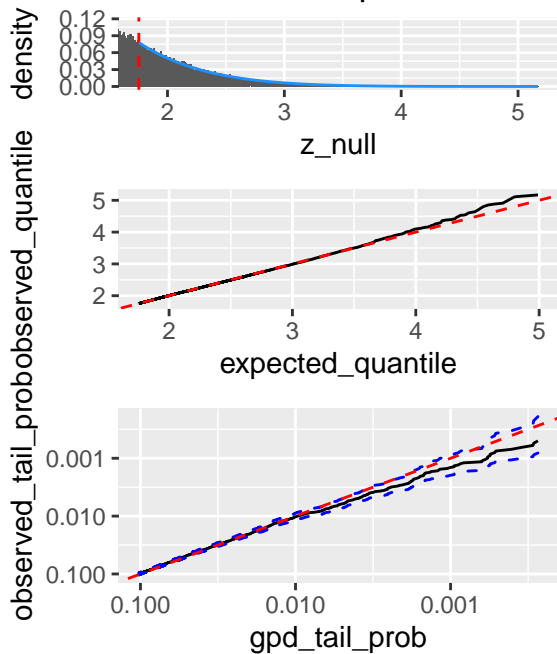 density
0.12
0.09
0.06
0.03
0.00
2 3 4 5
z_null
observed_quantile
5
4
3
2
2 3 4 5
expected_quantile
observed_tail_prob
0.001
0.010
0.100
0.100 0.010 0.001
gpd_tail_prob